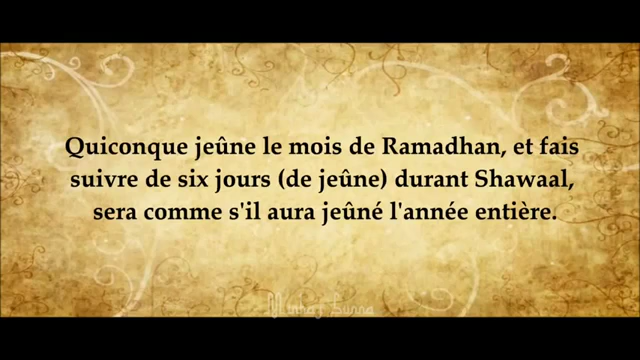 Quiconque jeûne le mois de Ramadhan, et fais
suivre de six jours (de jeûne) durant Shawaal,
sera comme s'il aura jeûné l'année entière.
Sunna